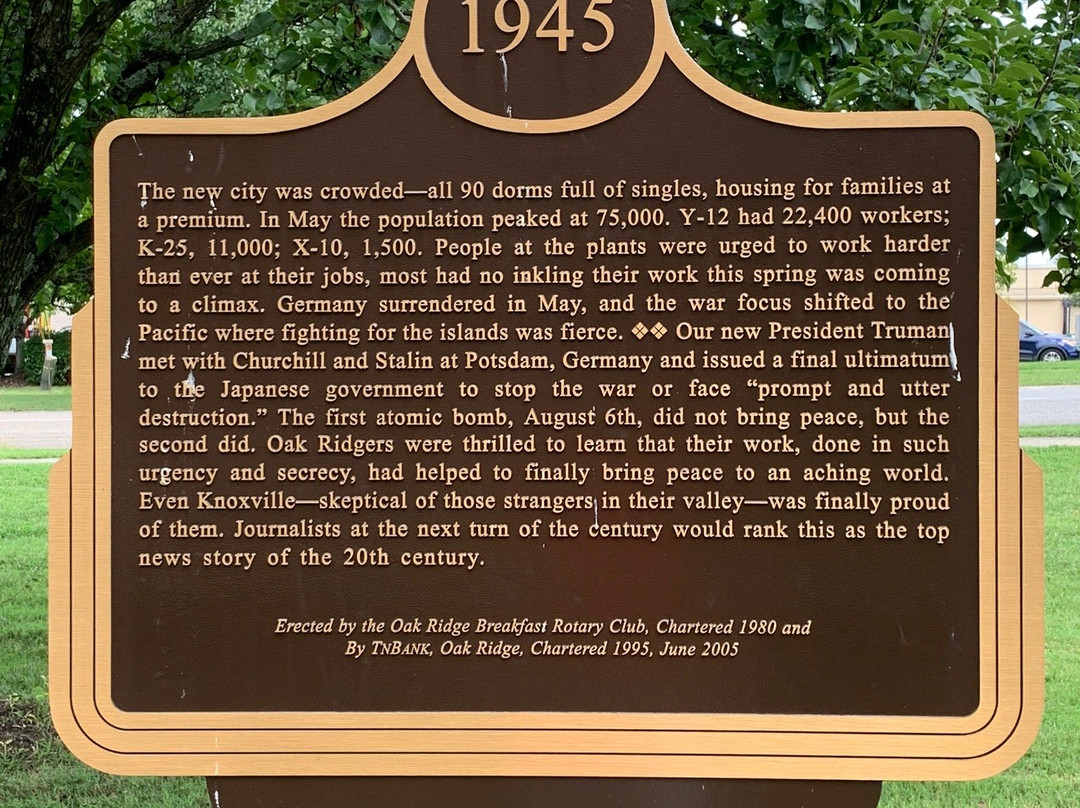 1945
The new city was crowded—all 90 dorms full of singles, housing for families at
a premium. In May the population peaked at 75,000. Y-12 had 22,400 workers;
K-25, 11,000; X-10, 1,500. People at the plants were urged to work harder
than ever at their jobs, most had no inkling their work this spring was coming
to a climax. Germany surrendered in May, and the war focus shifted to the
Pacific where fighting for the islands was fierce. ❖❖ Our new President Truman
met with Churchill and Stalin at Potsdam, Germany and issued a final ultimatum
to the Japanese government to stop the war or face “prompt and utter
destruction.” The first atomic bomb, August 6th, did not bring peace, but the
second did. Oak Ridgers were thrilled to learn that their work, done in such
urgency and secrecy, had helped to finally bring peace to an aching world.
Even Knoxville—skeptical of those strangers in their valley—was finally proud
of them. Journalists at the next turn of the century would rank this as the top
news story of the 20th century.
Erected by the Oak Ridge Breakfast Rotary Club, Chartered 1980 and
By TNBANK, Oak Ridge, Chartered 1995, June 2005